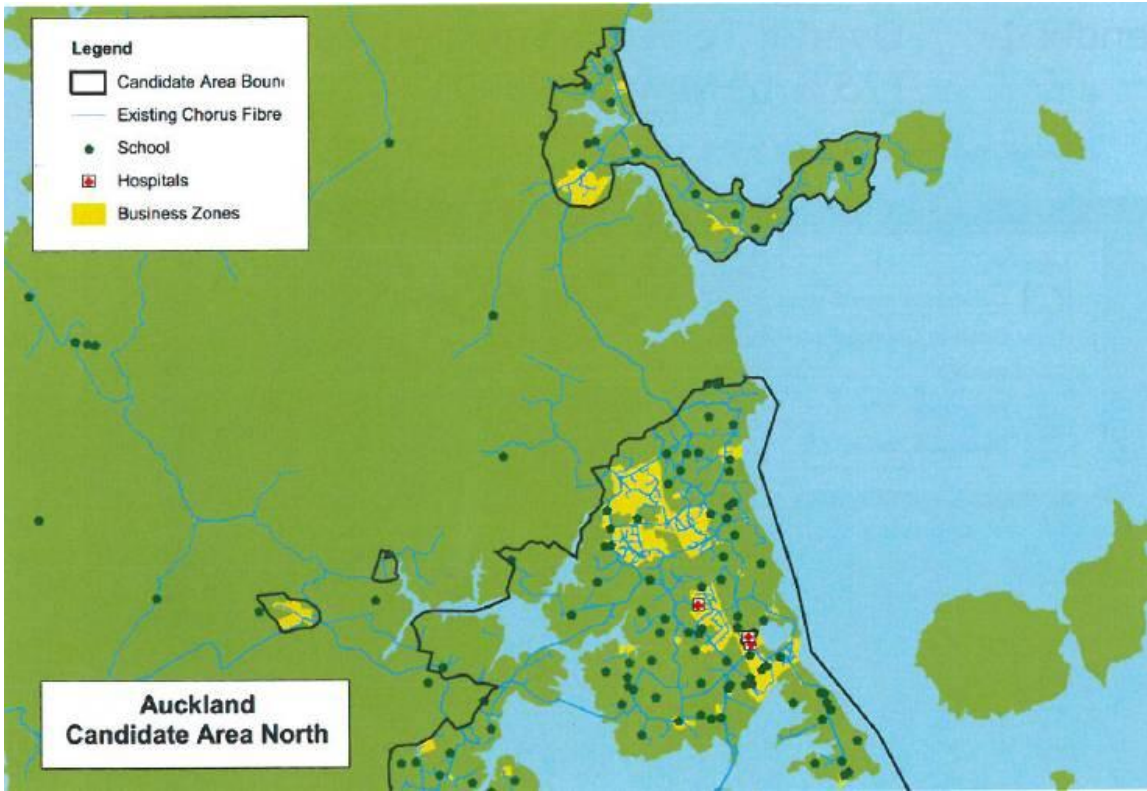 Legend
Candidate Area Boun
Existing Chorus Fibre
School
Hospitals
Business Zones
Auckland
Candidate Area North